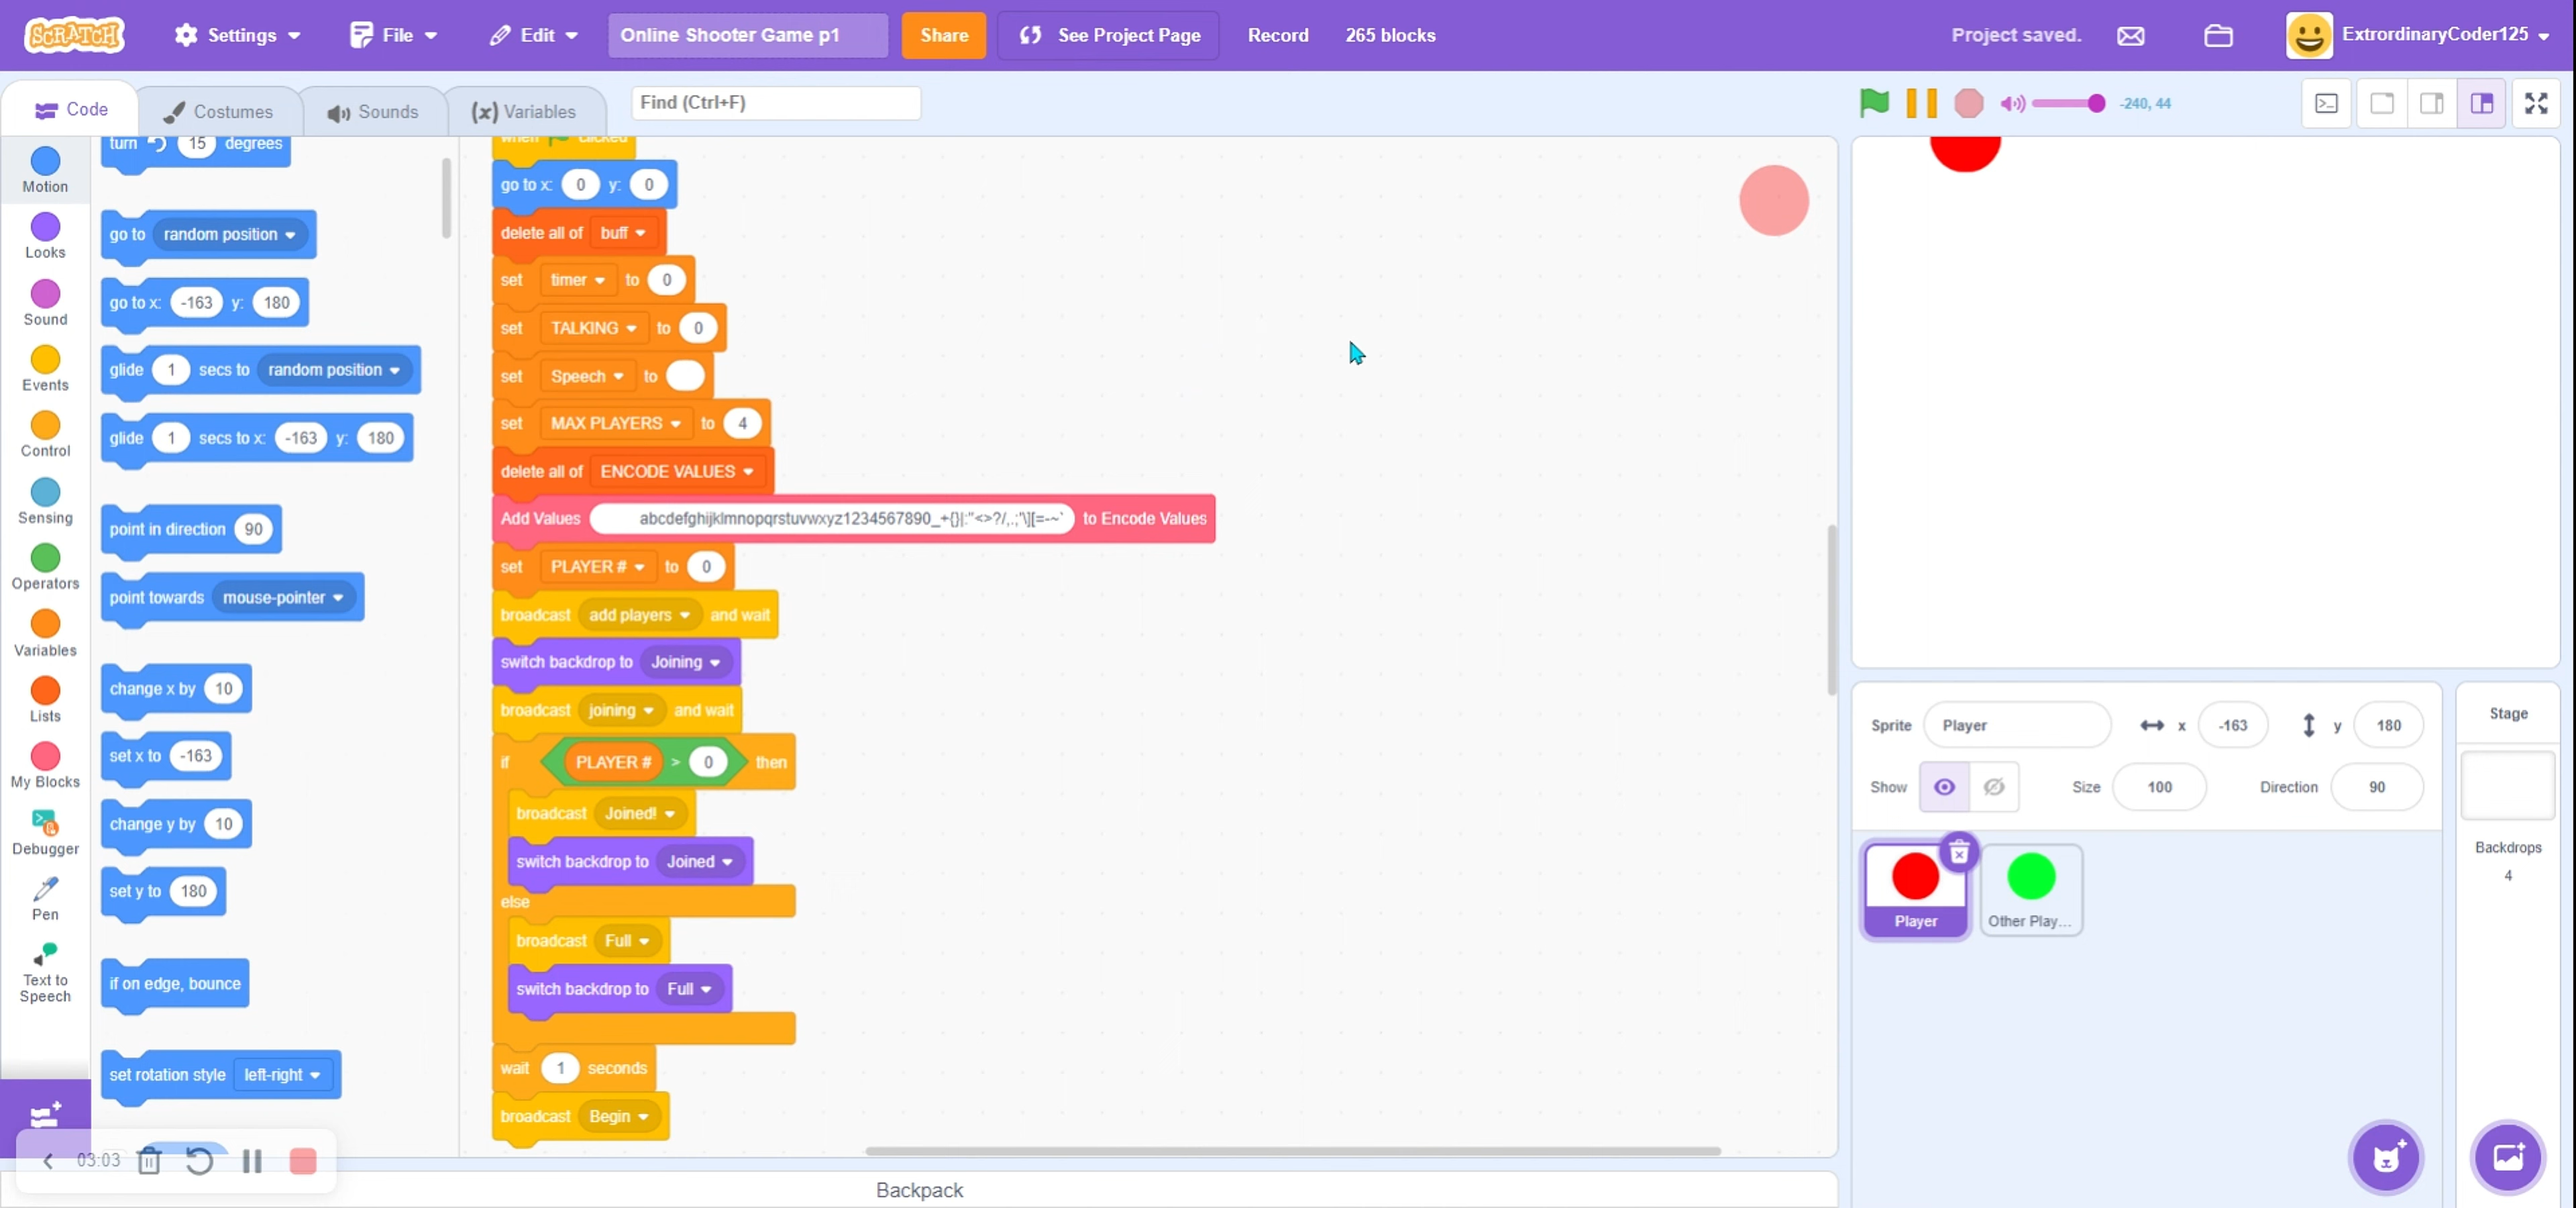 SCRATCH Settings File Edit Online Shooter Game p1 Share See Project Page Record 265 blocks Project saved. ExtrordinaryCoder125
Code Costumes Sounds (x) Variables Find (Ctrl+F) -240, 44
Motion
Looks
Sound
Events
Control
Sensing
Operators
Variables
Lists
My Blocks
Debugger
Pen
Text to
Speech
turn 15 degrees
go to random position
go to x: -163 y: 180
glide 1 secs to random position
glide 1 secs to x: -163 y: 180
point in direction 90
point towards mouse-pointer
change x by 10
set x to -163
change y by 10
set y to 180
if on edge, bounce
set rotation style left-right
when clicked
go to x: 0 y: 0
delete all of buff
set timer to 0
set TALKING to 0
set Speech to
set MAX PLAYERS to 4
delete all of ENCODE VALUES
Add Values abcdefghijklmnopqrstuvwxyz1234567890_+{}|:"<>?/,.;'\][=-~` to Encode Values
set PLAYER # to 0
broadcast add players and wait
switch backdrop to Joining
broadcast joining and wait
if PLAYER # > 0 then
broadcast Joined!
switch backdrop to Joined
else
broadcast Full
switch backdrop to Full
wait 1 seconds
broadcast Begin
03:03
Backpack
Sprite Player x -163 y 180
Show Size 100 Direction 90
Player Other Play...
Stage
Backdrops
4